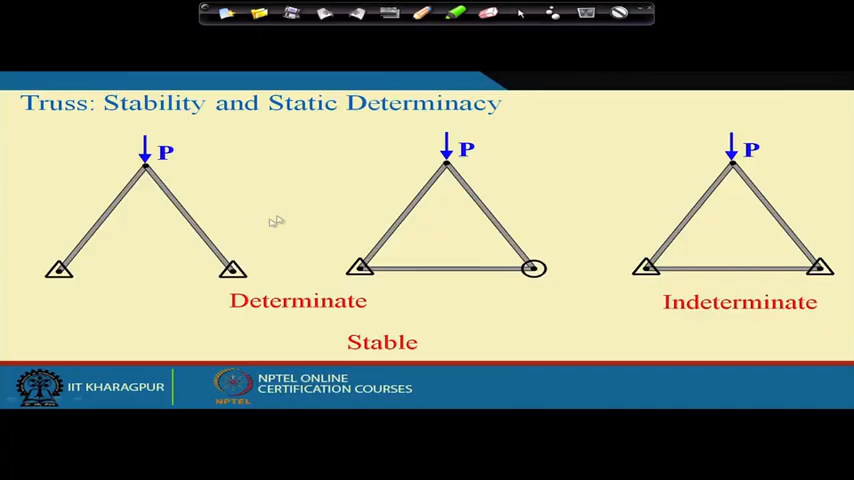 Truss: Stability and Static Determinacy
P
P
P
Determinate
Indeterminate
Stable
IIT KHARAGPUR
NPTEL
NPTEL ONLINE
CERTIFICATION COURSES